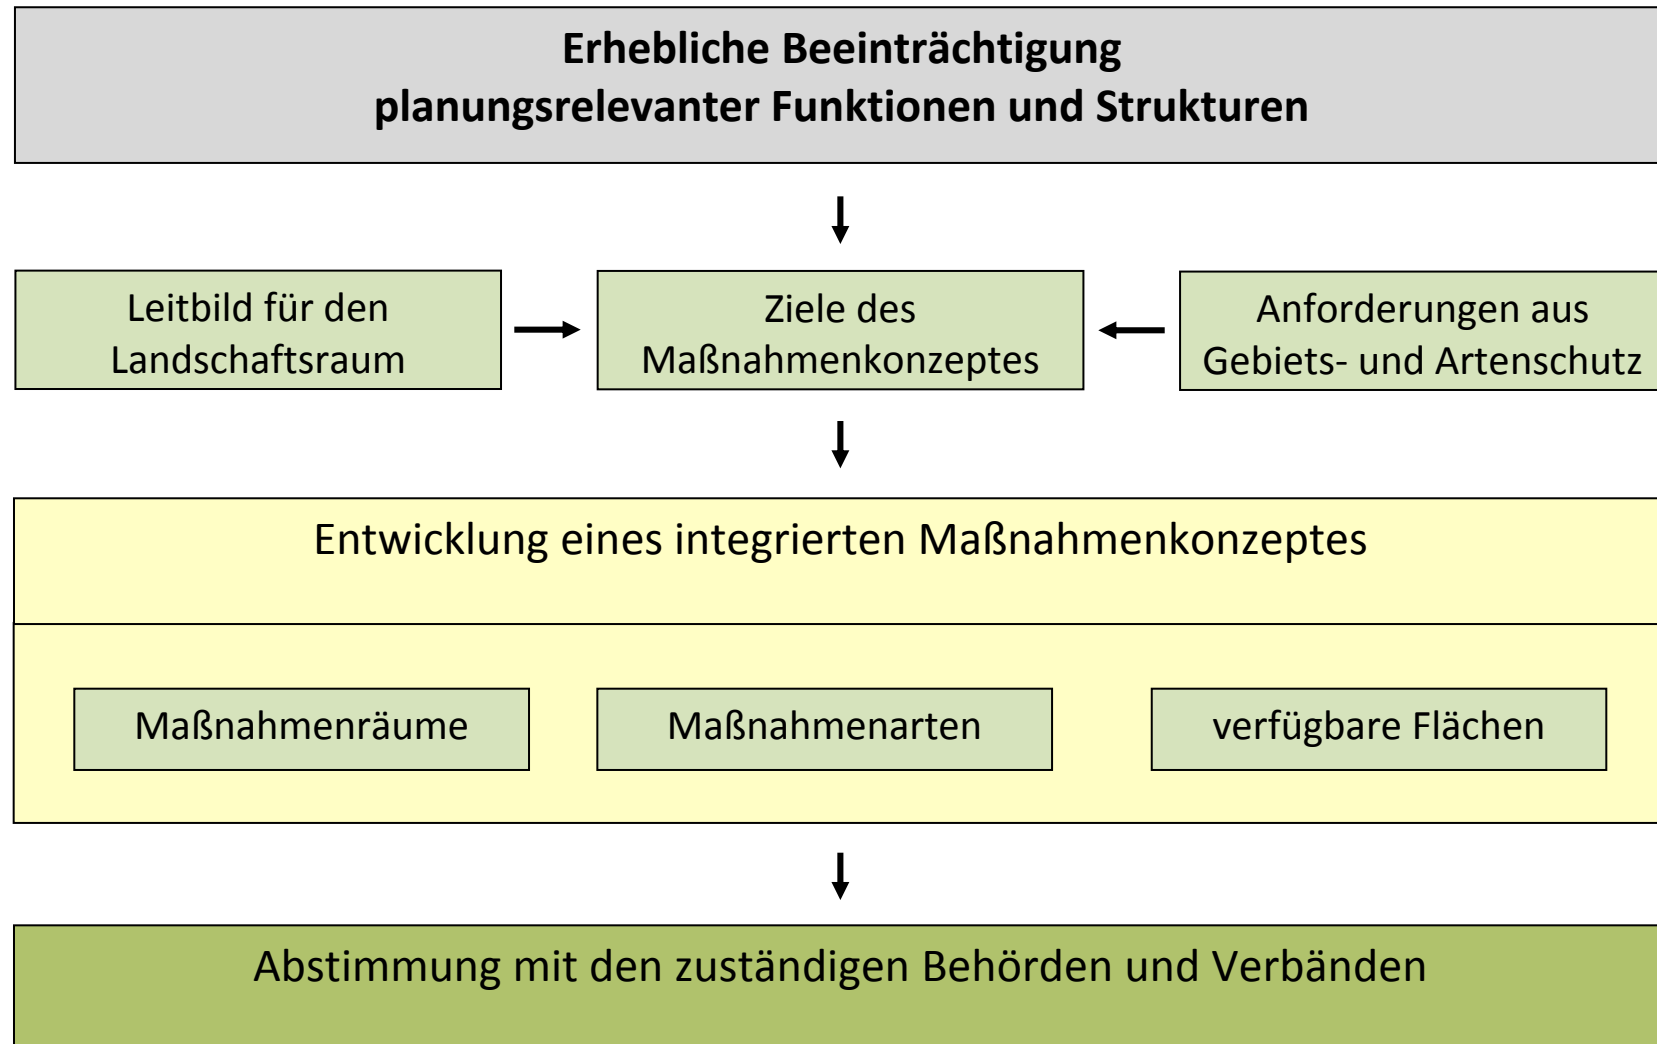 Erhebliche Beeinträchtigung
planungsrelevanter Funktionen und Strukturen
Leitbild für den
Landschaftsraum
Ziele des
Maßnahmenkonzeptes
Anforderungen aus
Gebiets- und Artenschutz
Entwicklung eines integrierten Maßnahmenkonzeptes
Maßnahmenräume
Maßnahmenarten
verfügbare Flächen
Abstimmung mit den zuständigen Behörden und Verbänden